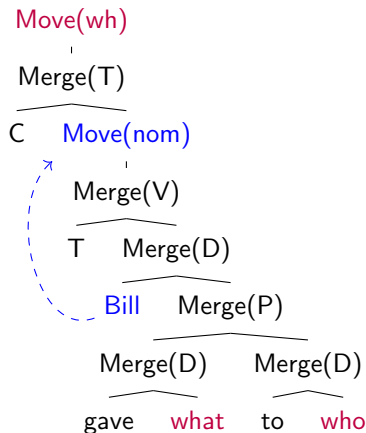 Move(wh)
Merge(T)
C Move(nom)
Merge(V)
T Merge(D)
Bill Merge(P)
Merge(D) Merge(D)
gave what to who